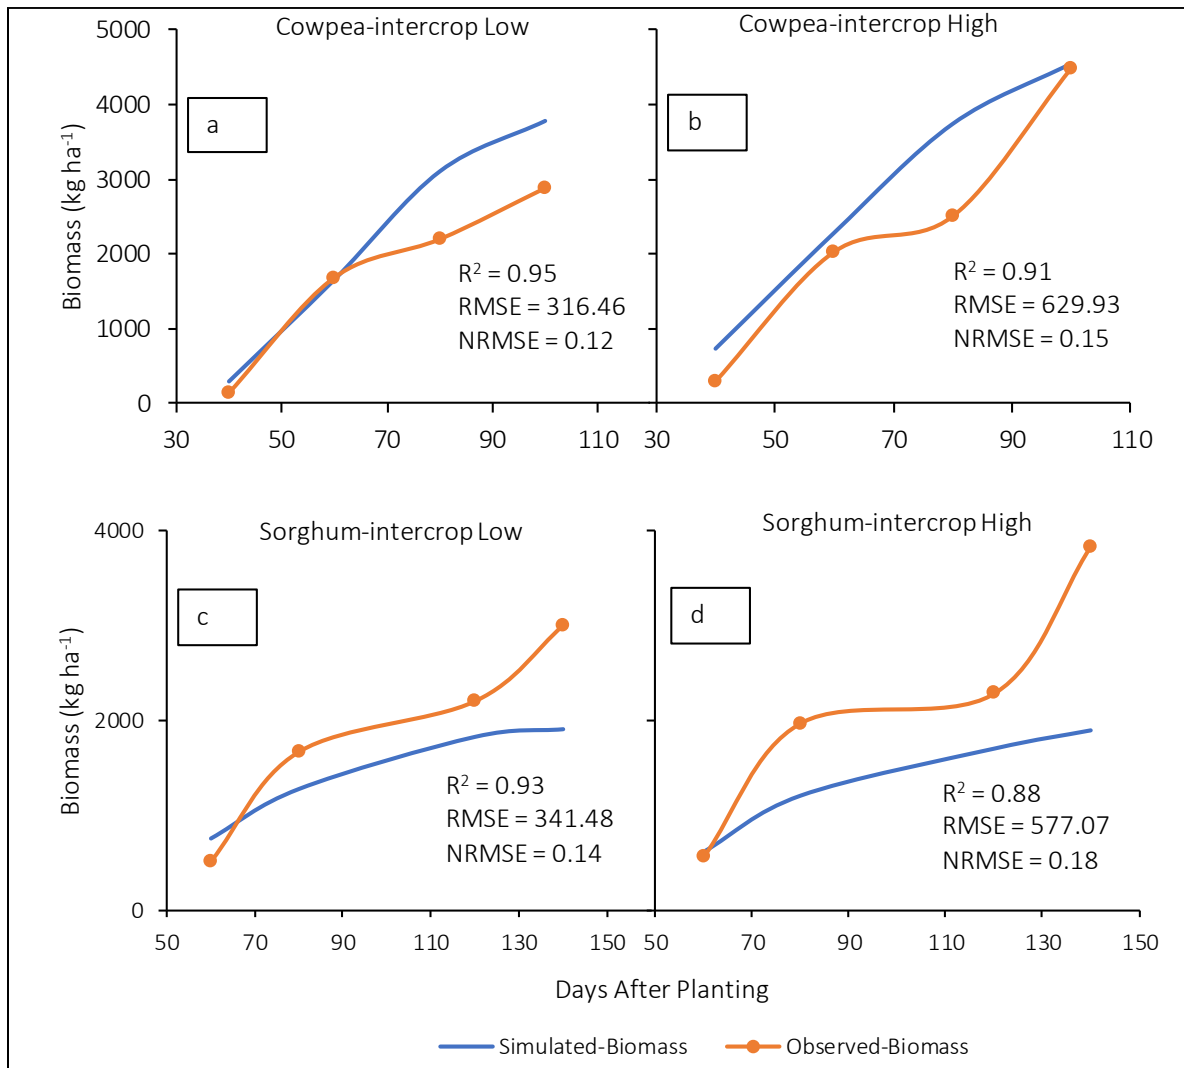 Cowpea-intercrop Low
Cowpea-intercrop High
5000
4000
3000
2000
1000
0
Biomass (kg ha⁻¹)
a
b
R² = 0.95
RMSE = 316.46
NRMSE = 0.12
R² = 0.91
RMSE = 629.93
NRMSE = 0.15
30 50 70 90 110
30 50 70 90 110
Sorghum-intercrop Low
Sorghum-intercrop High
4000
2000
0
Biomass (kg ha⁻¹)
c
d
R² = 0.93
RMSE = 341.48
NRMSE = 0.14
R² = 0.88
RMSE = 577.07
NRMSE = 0.18
50 70 90 110 130 150
50 70 90 110 130 150
Days After Planting
Simulated-Biomass
Observed-Biomass